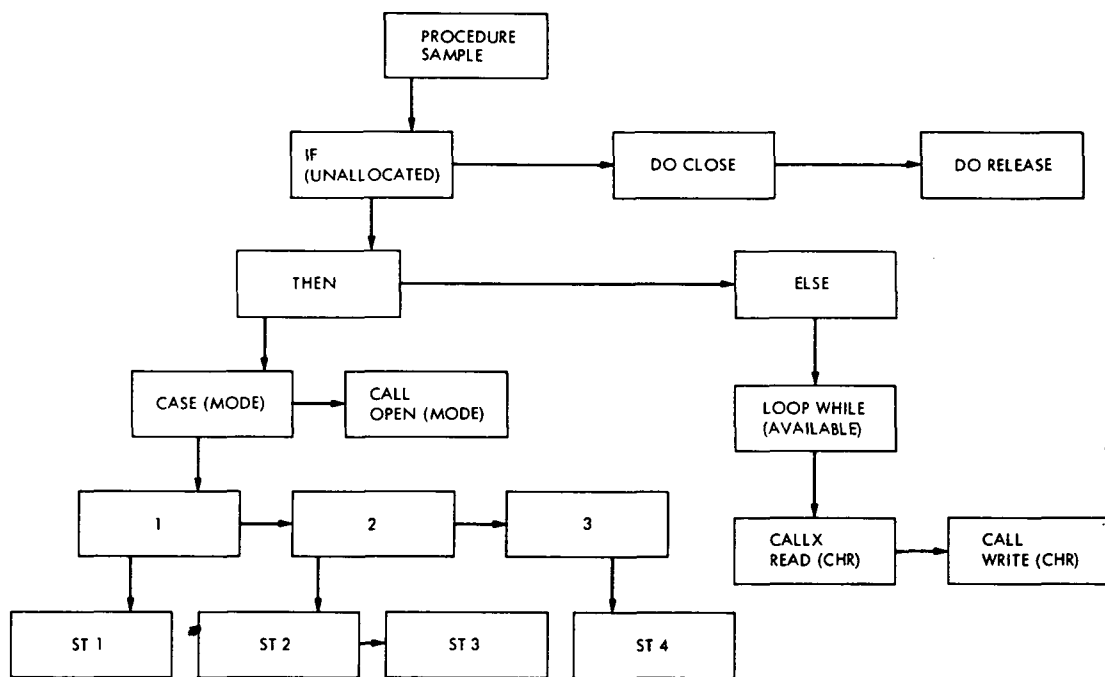 PROCEDURE
SAMPLE
IF
(UNALLOCATED)
DO CLOSE
DO RELEASE
THEN
ELSE
CASE (MODE)
CALL
OPEN (MODE)
LOOP WHILE
(AVAILABLE)
1
2
3
CALLX
READ (CHR)
CALL
WRITE (CHR)
ST 1
ST 2
ST 3
ST 4